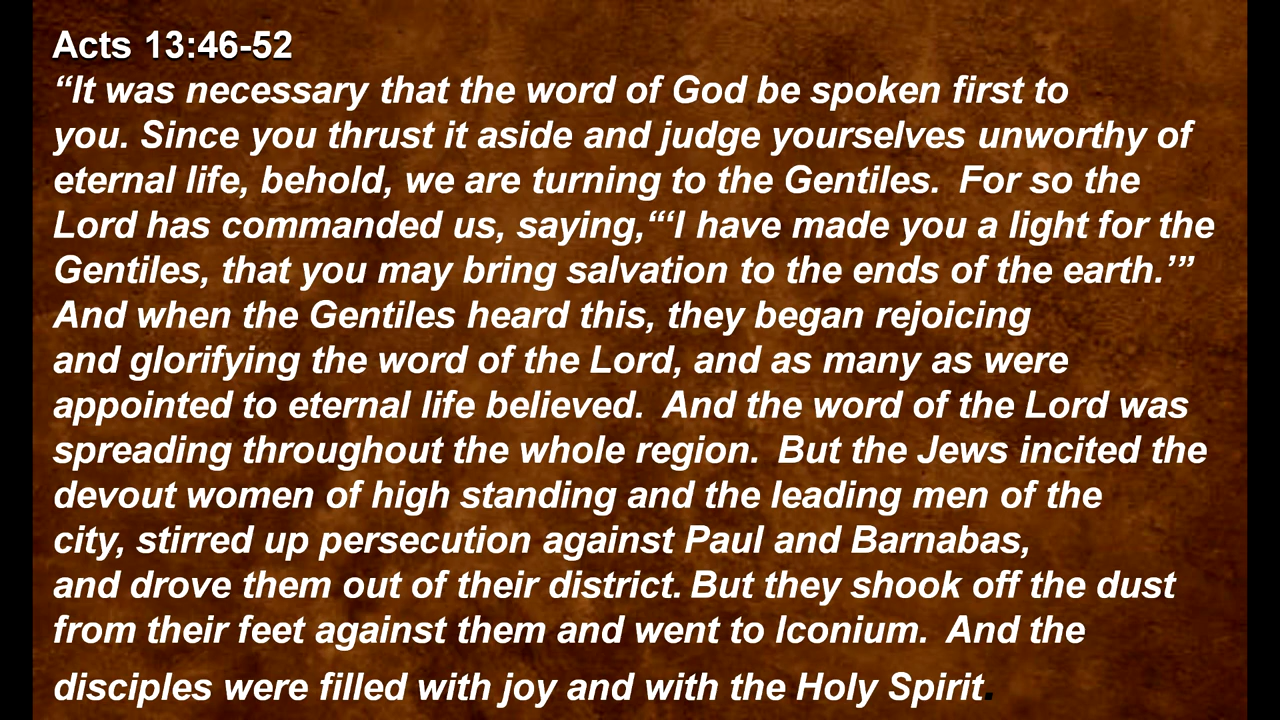 Acts 13:46-52
“It was necessary that the word of God be spoken first to
you. Since you thrust it aside and judge yourselves unworthy of
eternal life, behold, we are turning to the Gentiles.  For so the
Lord has commanded us, saying,“‘I have made you a light for the
Gentiles, that you may bring salvation to the ends of the earth.’”
And when the Gentiles heard this, they began rejoicing
and glorifying the word of the Lord, and as many as were
appointed to eternal life believed.  And the word of the Lord was
spreading throughout the whole region.  But the Jews incited the
devout women of high standing and the leading men of the
city, stirred up persecution against Paul and Barnabas,
and drove them out of their district. But they shook off the dust
from their feet against them and went to Iconium.  And the
disciples were filled with joy and with the Holy Spirit.